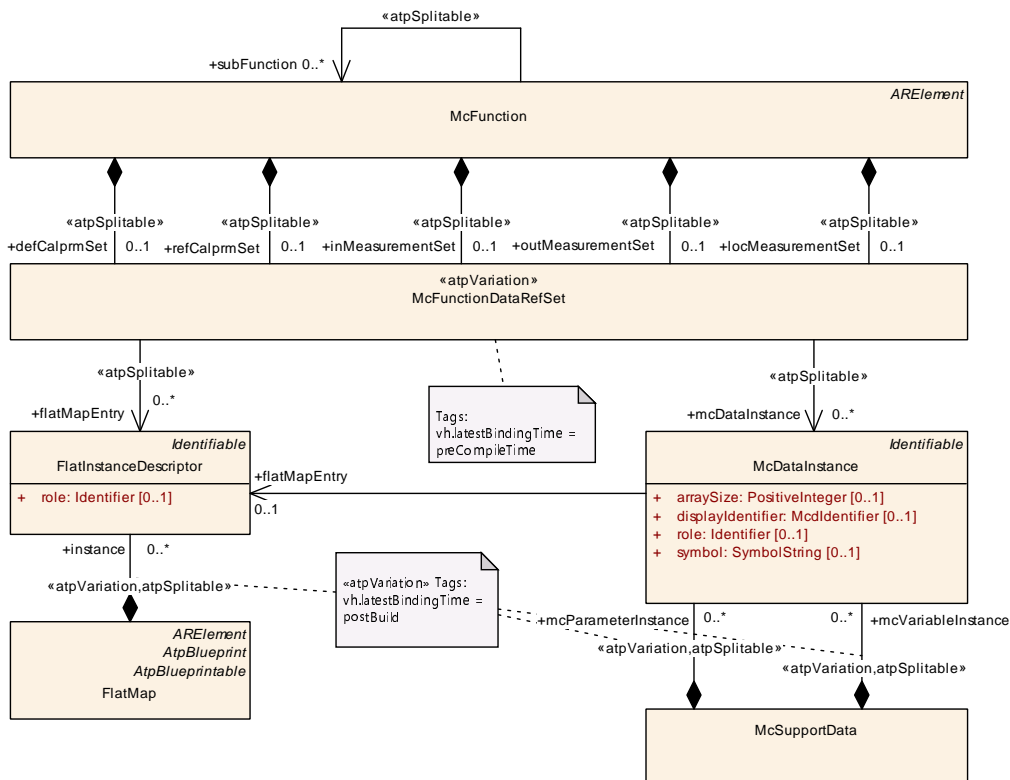 «atpSplitable»
+subFunction 0..*
ARElement
McFunction
«atpSplitable» «atpSplitable» «atpSplitable» «atpSplitable» «atpSplitable»
+defCalprmSet 0..1 +refCalprmSet 0..1 +inMeasurementSet 0..1 +outMeasurementSet 0..1 +locMeasurementSet 0..1
«atpVariation»
McFunctionDataRefSet
«atpSplitable»
+flatMapEntry 0..*
«atpSplitable»
+mcDataInstance 0..*
Tags:
vh.latestBindingTime =
preCompileTime
Identifiable
FlatInstanceDescriptor
+ role: Identifier [0..1]
+flatMapEntry
0..1
Identifiable
McDataInstance
+ arraySize: PositiveInteger [0..1]
+ displayIdentifier: McdIdentifier [0..1]
+ role: Identifier [0..1]
+ symbol: SymbolString [0..1]
+instance 0..*
«atpVariation,atpSplitable»
«atpVariation» Tags:
vh.latestBindingTime =
postBuild
+mcParameterInstance 0..*
«atpVariation,atpSplitable»
0..* +mcVariableInstance
«atpVariation,atpSplitable»
ARElement
AtpBlueprint
AtpBlueprintable
FlatMap
McSupportData